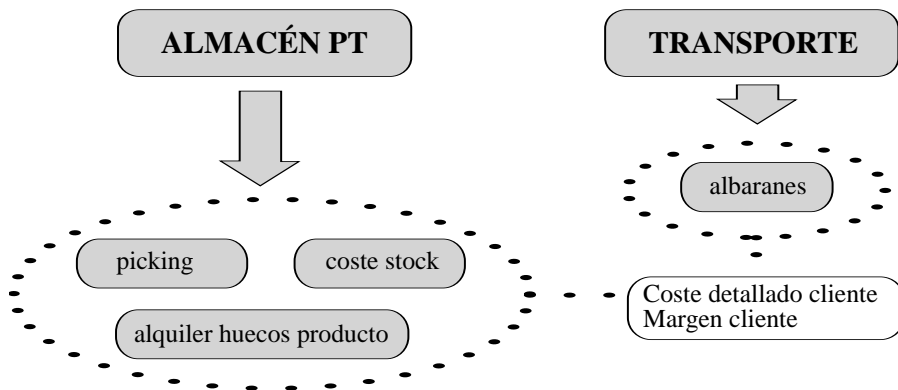 ALMACÉN PT
TRANSPORTE
albaranes
picking
coste stock
alquiler huecos producto
Coste detallado cliente
Margen cliente